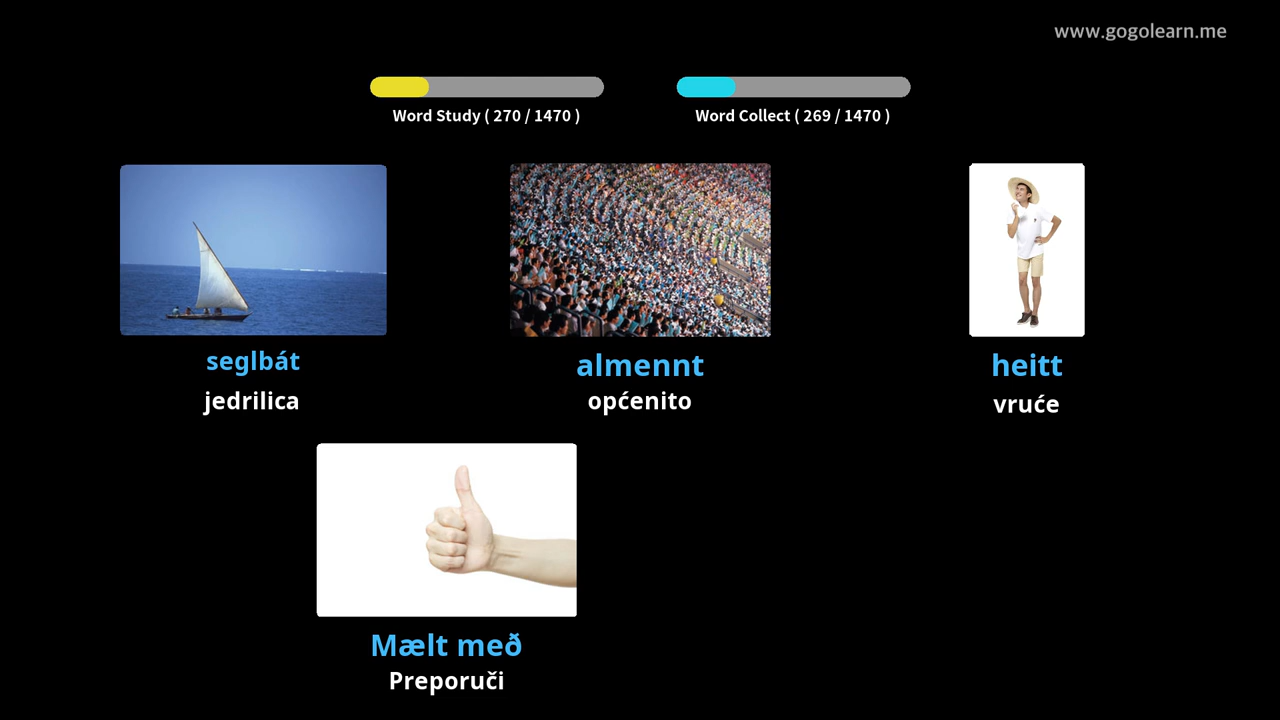 www.gogolearn.me
Word Study ( 270 / 1470 )
Word Collect ( 269 / 1470 )
seglbát
jedrilica
almennt
općenito
heitt
vruće
Mælt með
Preporuči